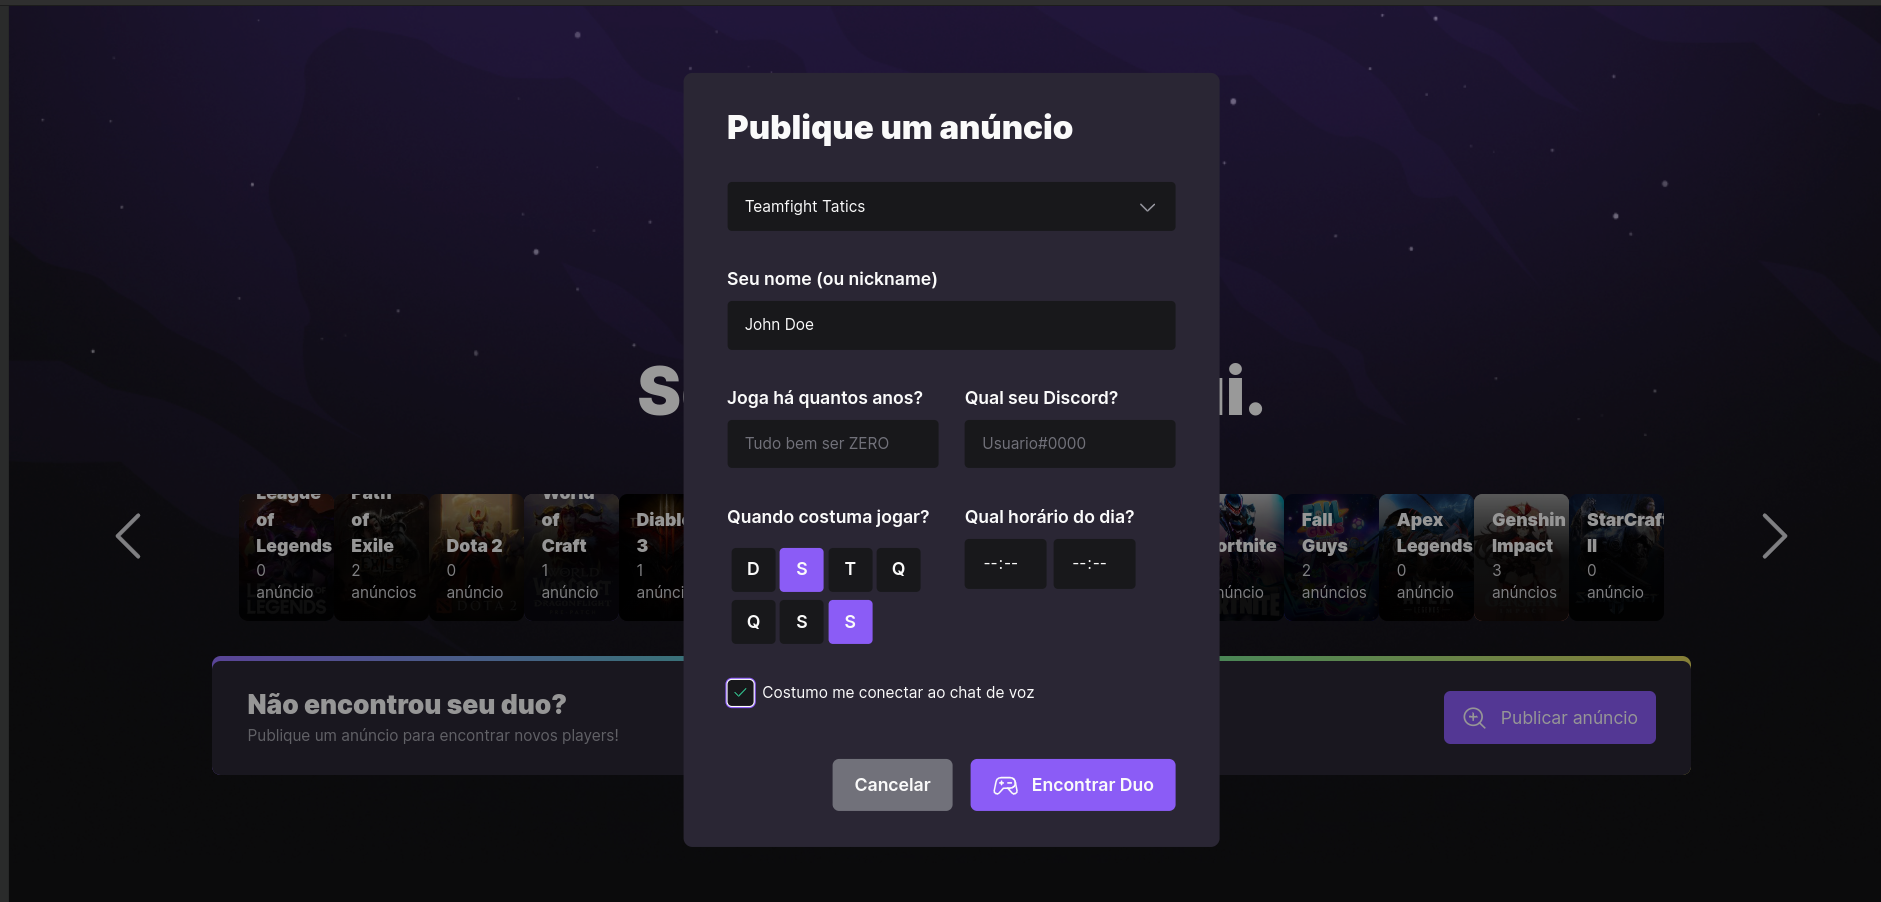 Publique um anúncio
Teamfight Tatics
Seu nome (ou nickname)
John Doe
Joga há quantos anos? Qual seu Discord?
Tudo bem ser ZERO Usuario#0000
Quando costuma jogar? Qual horário do dia?
D S T Q --:-- --:--
Q S S
Costumo me conectar ao chat de voz
Cancelar Encontrar Duo
S i.
League
of
Legends
0
anúncio
Path
of
Exile
2
anúncios
Dota 2
0
anúncio
World
of
Craft
1
anúncio
Diabl
3
1
anúnci
ortnite
núncio
Fall
Guys
2
anúncios
Apex
Legends
0
anúncio
Genshin
Impact
3
anúncios
StarCraf
II
0
anúncio
Não encontrou seu duo?
Publique um anúncio para encontrar novos players!
Publicar anúncio